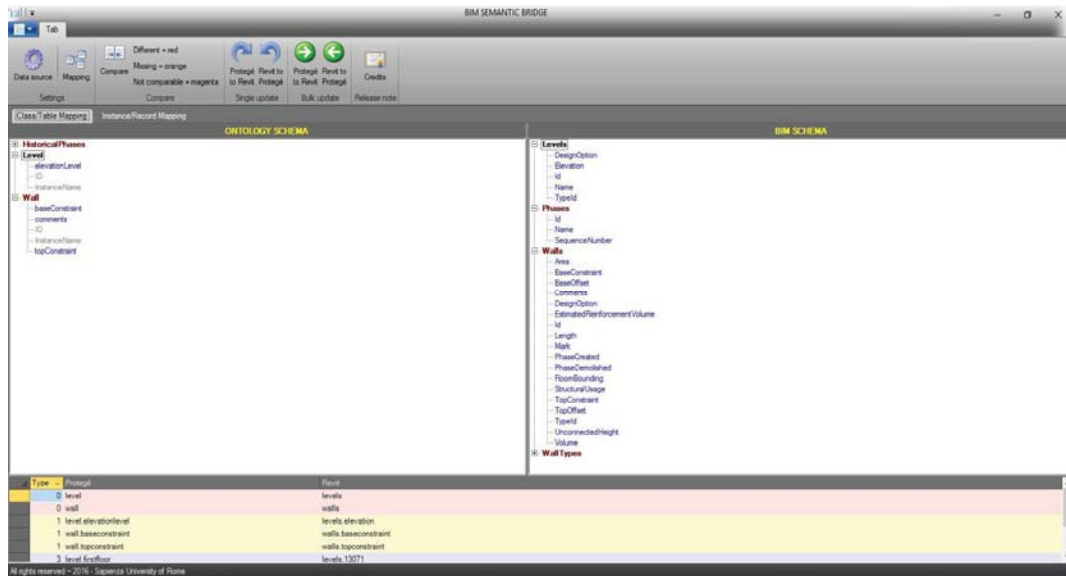 BIM SEMANTIC BRIDGE
Tab
Data source
Mapping
Settings
Compare
Different = red
Missing = orange
Not comparable = magenta
Compare
Protegé to Revit
Revit to Protegé
Single update
Protegé to Revit
Revit to Protegé
Bulk update
Credits
Release note
Class/Table Mapping
Instance/Record Mapping
ONTOLOGY SCHEMA
HistoricalPhases
Level
elevationLevel
ID
InstanceName
Wall
baseConstraint
comments
ID
InstanceName
topConstraint
BIM SCHEMA
Levels
DesignOption
Elevation
Id
Name
TypeId
Phases
Id
Name
SequenceNumber
Walls
Area
BaseConstraint
BaseOffset
Comments
DesignOption
EstimatedReinforcementVolume
Id
Length
Mark
PhaseCreated
PhaseDemolished
RoomBounding
StructuralUsage
TopConstraint
TopOffset
TypeId
UnconnectedHeight
Volume
WallTypes
Type Protegé Revit
0 level levels
0 wall walls
1 level.elevationlevel levels.elevation
1 wall.baseconstraint walls.baseconstraint
1 wall.topconstraint walls.topconstraint
3 level.firstfloor levels.13071
All rights reserved - 2016 - Sapienza University of Rome